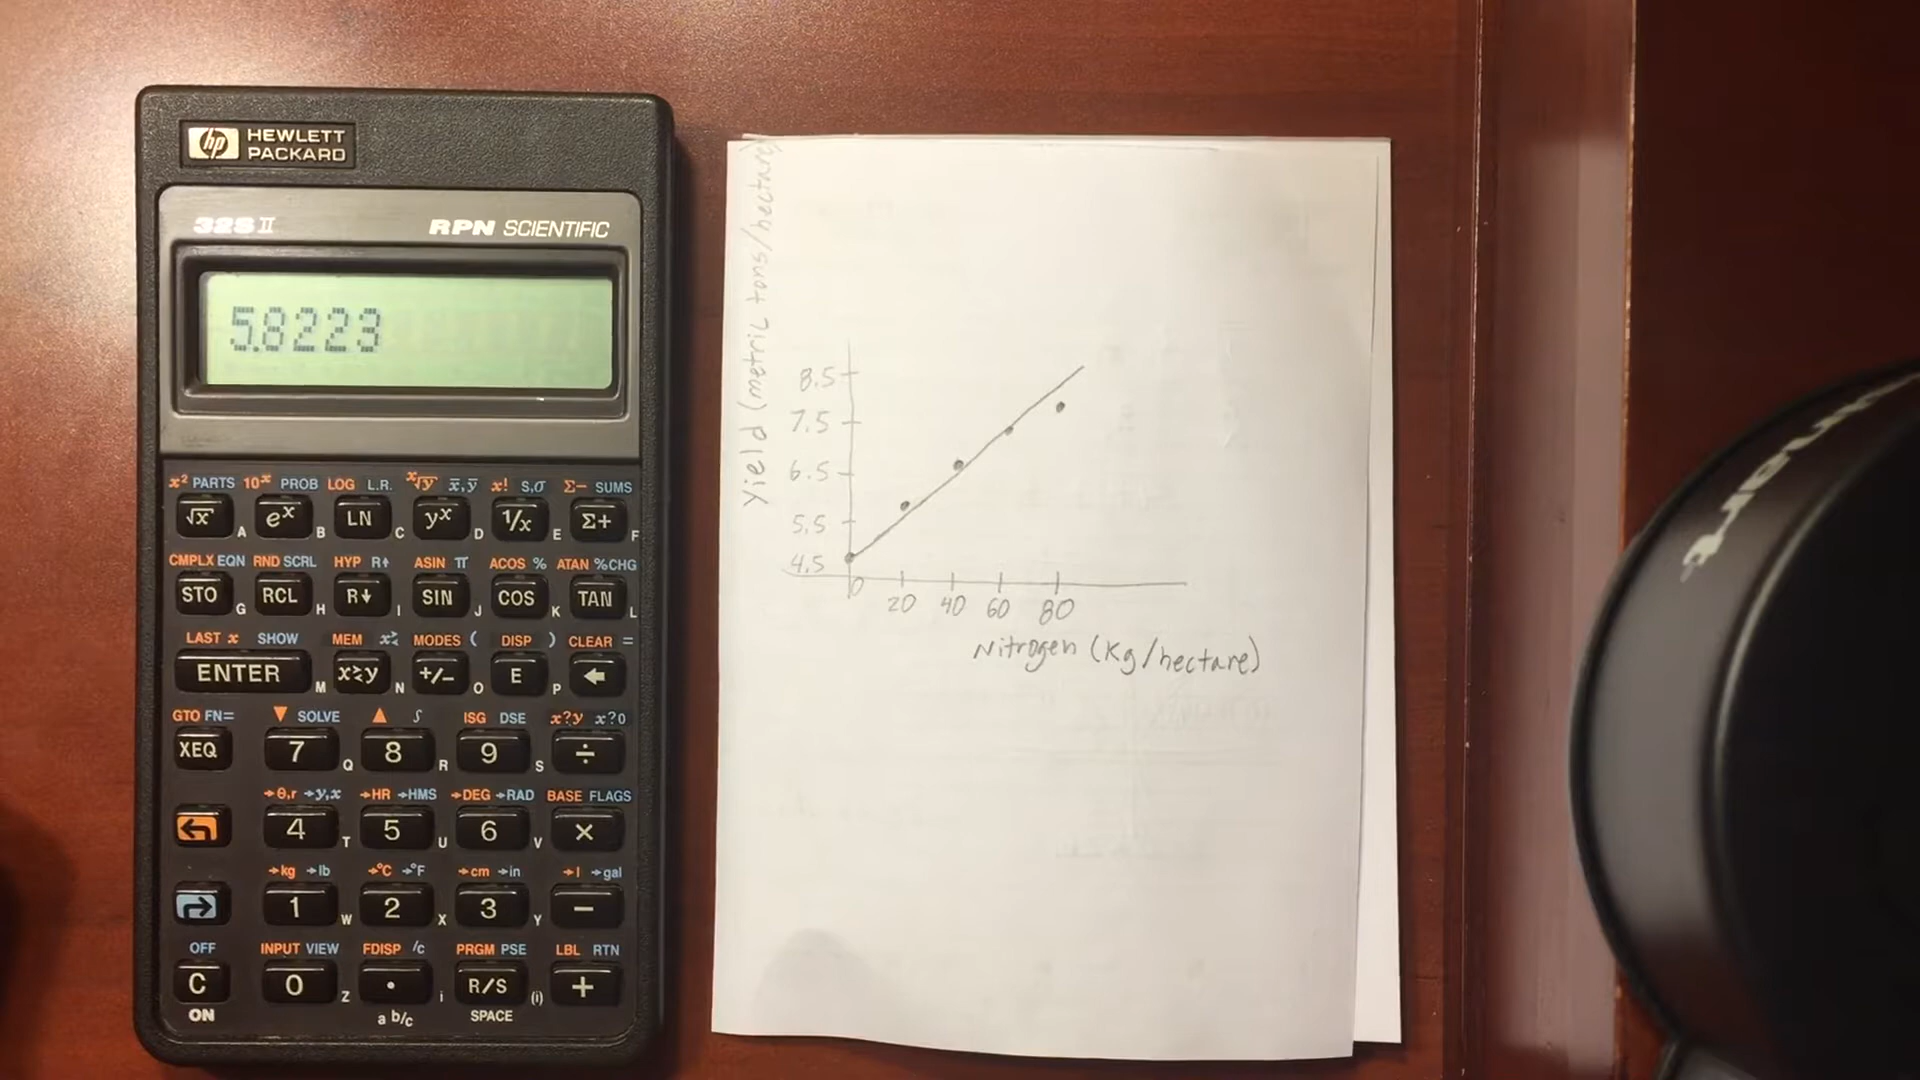 hp HEWLETT
PACKARD
32S II RPN SCIENTIFIC
5.8223
x² PARTS 10ˣ PROB LOG L.R. ˣ√y x̄,ȳ x! S,σ Σ− SUMS
√x A eˣ B LN C yˣ D 1/x E Σ+ F
CMPLX EQN RND SCRL HYP R↑ ASIN π ACOS % ATAN %CHG
STO G RCL H R↓ I SIN J COS K TAN L
LAST x SHOW MEM x≷ MODES ( DISP ) CLEAR =
ENTER M x≷y N +/− O E P ←
GTO FN= ▼ SOLVE ▲ ∫ ISG DSE x?y x?0
XEQ 7 Q 8 R 9 S ÷
→θ,r →y,x →HR →HMS →DEG →RAD BASE FLAGS
4 T 5 U 6 V ×
→kg →lb →°C →°F →cm →in →l →gal
1 W 2 X 3 Y −
OFF INPUT VIEW FDISP /c PRGM PSE LBL RTN
C 0 Z · i R/S (i) +
ON a b/c SPACE
Yield (metric tons/hectare)
8.5
7.5
6.5
5.5
4.5
0 20 40 60 80
Nitrogen (Kg/hectare)